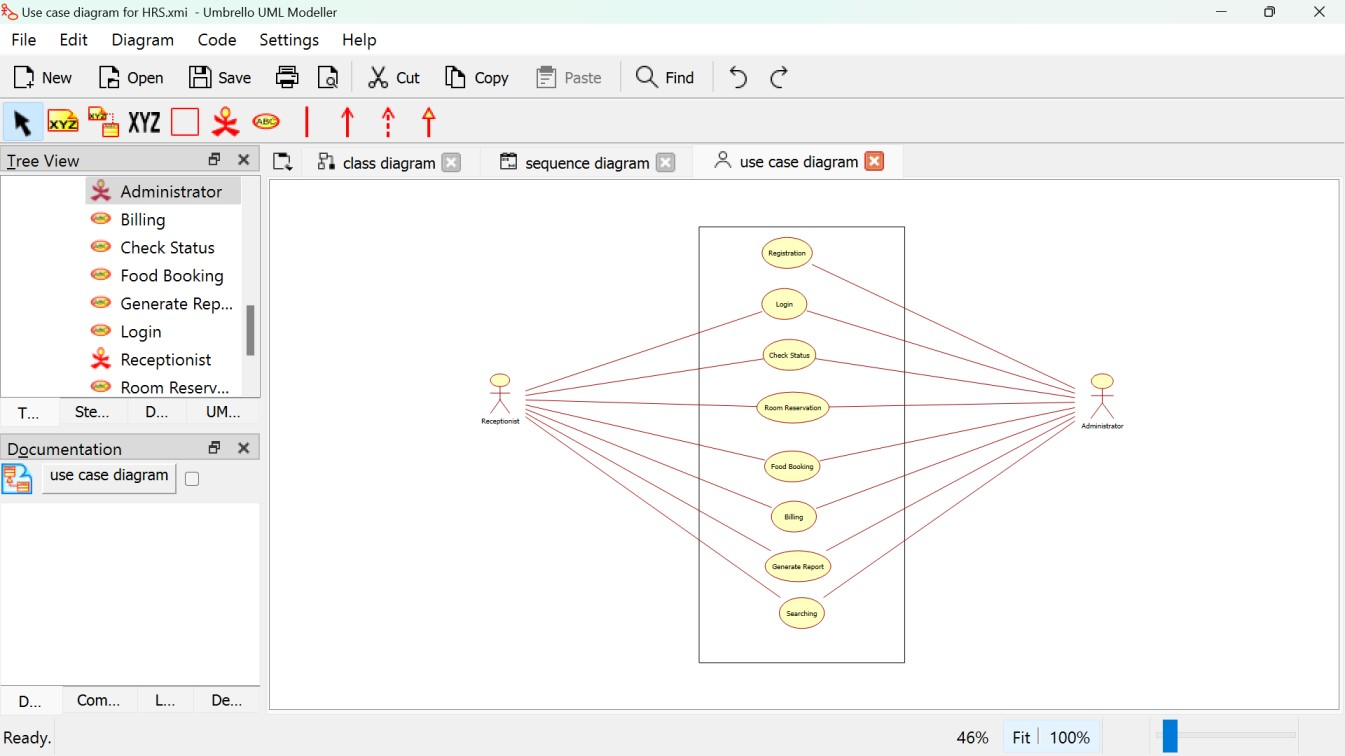 Use case diagram for HRS.xmi - Umbrello UML Modeller
File Edit Diagram Code Settings Help
New Open Save Cut Copy Paste Find
XYZ XYZ XYZ ABC
Tree View
class diagram sequence diagram use case diagram
Administrator
Billing
Check Status
Food Booking
Generate Rep...
Login
Receptionist
Room Reserv...
T... Ste... D... UM...
Documentation
use case diagram
D... Com... L... De...
Registration
Login
Check Status
Room Reservation
Food Booking
Billing
Generate Report
Searching
Receptionist
Administrator
Ready.
46% Fit 100%